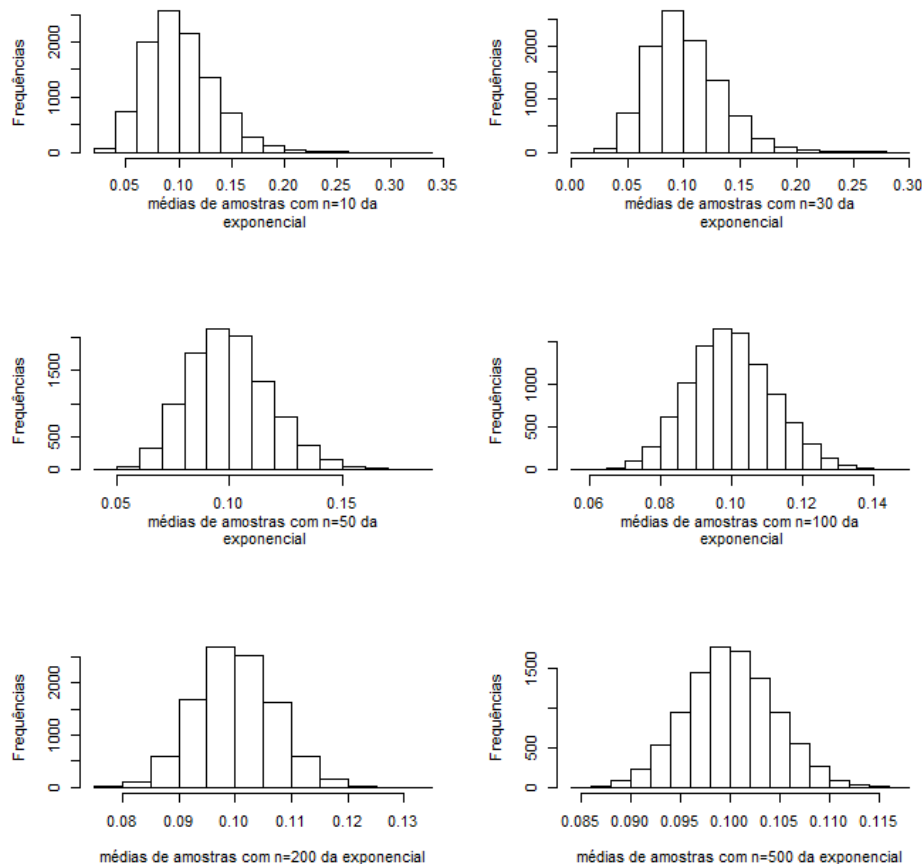 Frequências
0 1000 2000
0.05 0.10 0.15 0.20 0.25 0.30 0.35
médias de amostras com n=10 da
exponencial
Frequências
0 1000 2000
0.00 0.05 0.10 0.15 0.20 0.25 0.30
médias de amostras com n=30 da
exponencial
Frequências
0 500 1500
0.05 0.10 0.15
médias de amostras com n=50 da
exponencial
Frequências
0 500 1000
0.06 0.08 0.10 0.12 0.14
médias de amostras com n=100 da
exponencial
Frequências
0 1000 2000
0.08 0.09 0.10 0.11 0.12 0.13
médias de amostras com n=200 da exponencial
Frequências
0 500 1500
0.085 0.090 0.095 0.100 0.105 0.110 0.115
médias de amostras com n=500 da exponencial